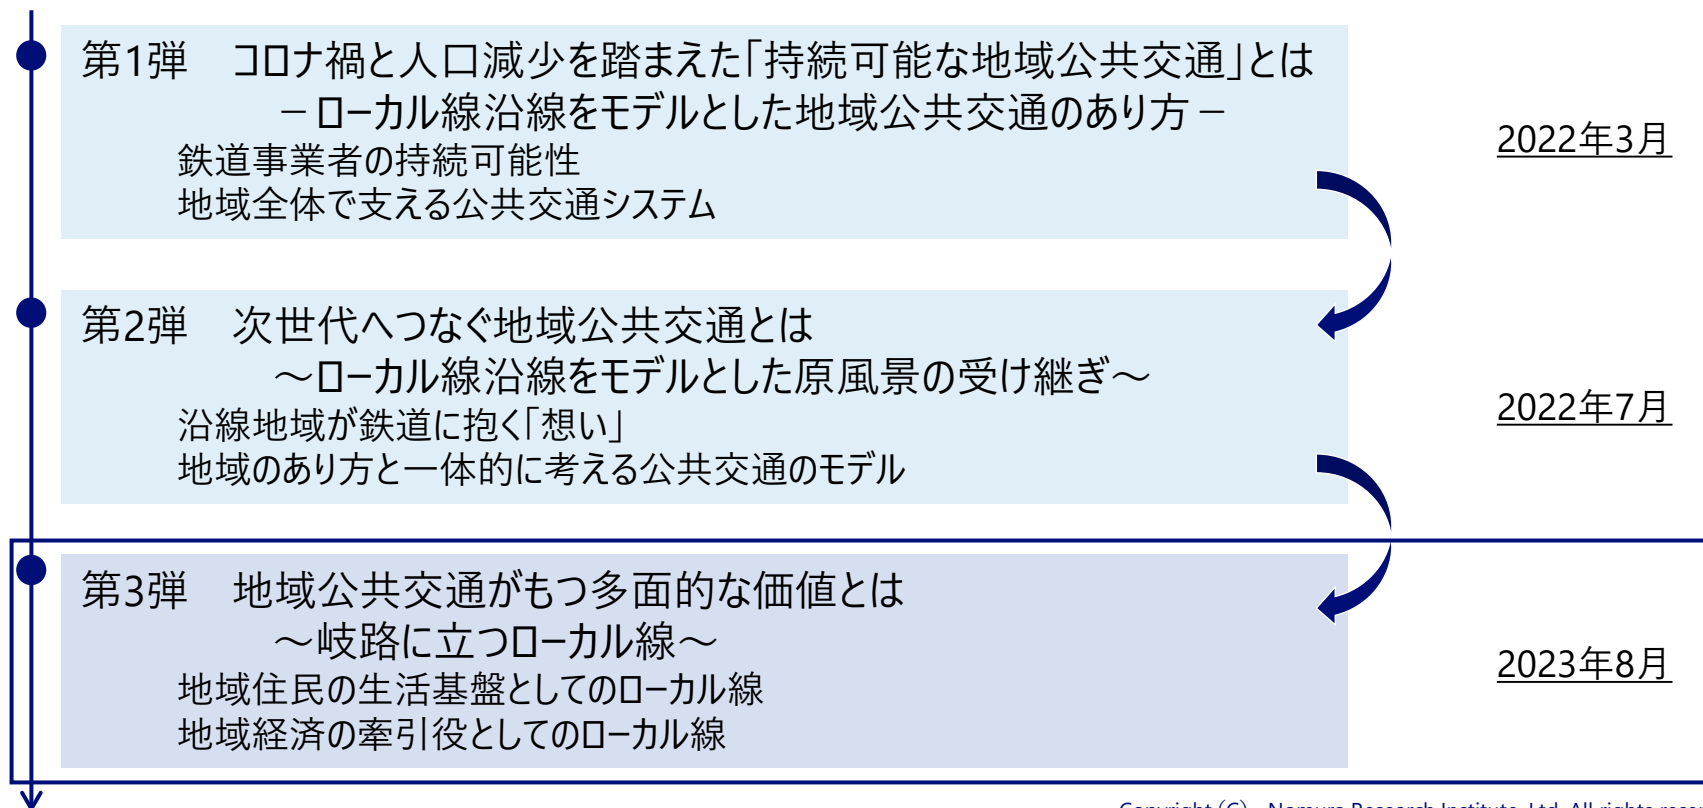 第1弾　コロナ禍と人口減少を踏まえた「持続可能な地域公共交通」とは
－ローカル線沿線をモデルとした地域公共交通のあり方－
鉄道事業者の持続可能性
地域全体で支える公共交通システム
2022年3月
第2弾　次世代へつなぐ地域公共交通とは
～ローカル線沿線をモデルとした原風景の受け継ぎ～
沿線地域が鉄道に抱く「想い」
地域のあり方と一体的に考える公共交通のモデル
2022年7月
第3弾　地域公共交通がもつ多面的な価値とは
～岐路に立つローカル線～
地域住民の生活基盤としてのローカル線
地域経済の牽引役としてのローカル線
2023年8月
Copyright（C） Nomura Research Institute, Ltd. All rights